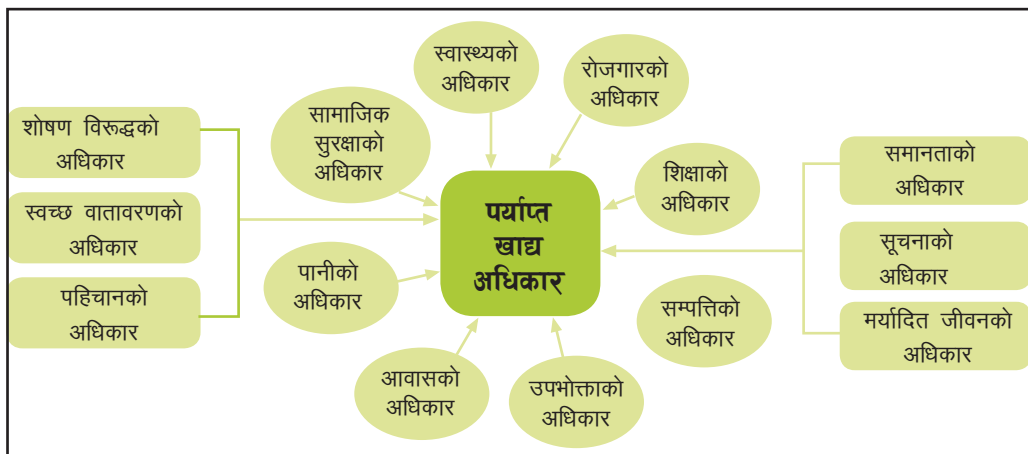 स्वास्थ्यको
अधिकार
रोजगारको
अधिकार
सामाजिक
सुरक्षाको
अधिकार
शोषण विरूद्धको
अधिकार
समानताको
अधिकार
शिक्षाको
अधिकार
पर्याप्त
खाद्य
अधिकार
स्वच्छ वातावरणको
अधिकार
सूचनाको
अधिकार
पानीको
अधिकार
पहिचानको
अधिकार
सम्पत्तिको
अधिकार
मर्यादित जीवनको
अधिकार
आवासको
अधिकार
उपभोक्ताको
अधिकार